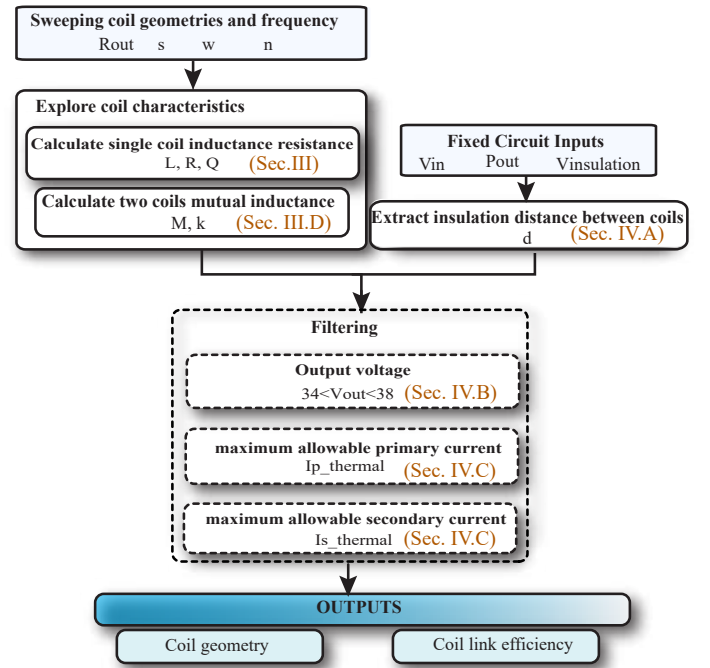 Sweeping coil geometries and frequency
Rout s w n
Explore coil characteristics
Calculate single coil inductance resistance
L, R, Q (Sec.III)
Calculate two coils mutual inductance
M, k (Sec. III.D)
Fixed Circuit Inputs
Vin Pout Vinsulation
Extract insulation distance between coils
d (Sec. IV.A)
Filtering
Output voltage
34<Vout<38 (Sec. IV.B)
maximum allowable primary current
Ip_thermal (Sec. IV.C)
maximum allowable secondary current
Is_thermal (Sec. IV.C)
OUTPUTS
Coil geometry Coil link efficiency